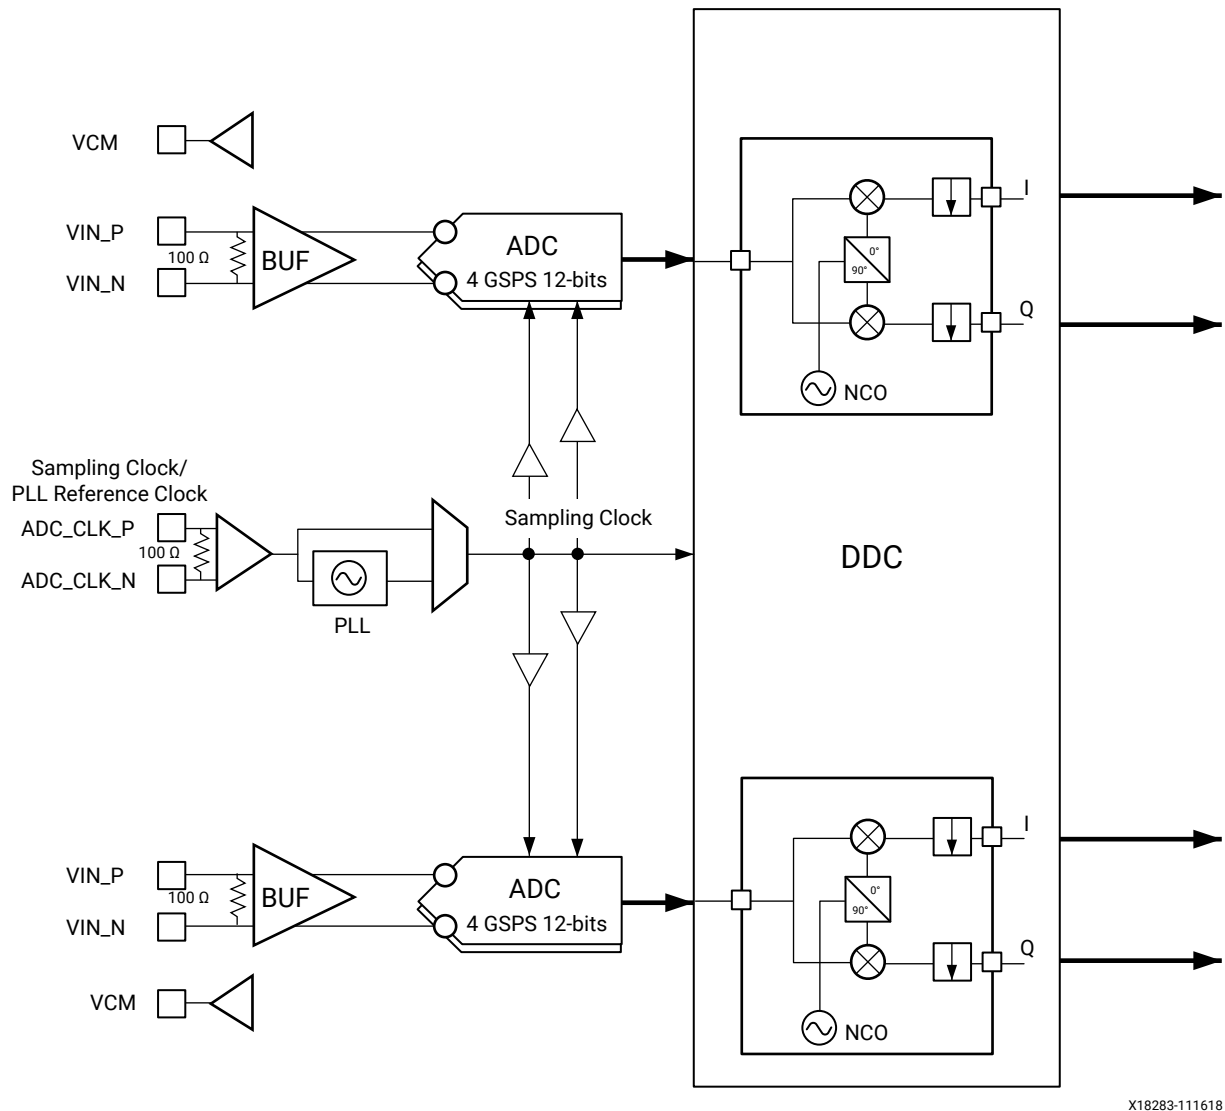 VCM
VIN_P
100 Ω
VIN_N
BUF
ADC
4 GSPS 12-bits
I
0°
90°
Q
NCO
Sampling Clock/
PLL Reference Clock
ADC_CLK_P
100 Ω
ADC_CLK_N
PLL
Sampling Clock
DDC
VIN_P
100 Ω
VIN_N
BUF
ADC
4 GSPS 12-bits
I
0°
90°
Q
NCO
VCM
X18283-111618